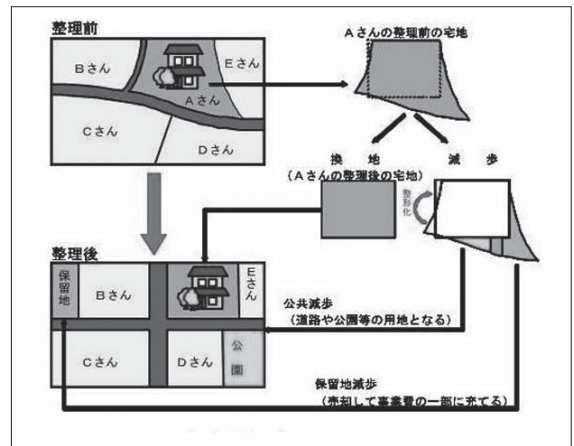 整理前
Bさん
Eさん
Aさん
Cさん
Dさん
Aさんの整理前の宅地
換地
(Aさんの整理後の宅地)
減歩
整形化
整理後
保留地
Bさん
Eさん
Cさん
Dさん
公園
公共減歩
(道路や公園等の用地となる)
保留地減歩
(売却して事業費の一部に充てる)